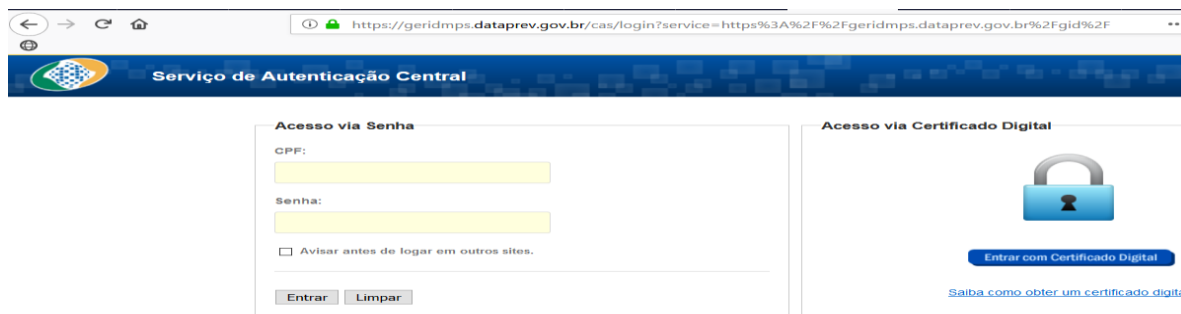 https://geridmps.dataprev.gov.br/cas/login?service=https%3A%2F%2Fgeridmps.dataprev.gov.br%2Fgid%2F
Serviço de Autenticação Central
Acesso via Senha
CPF:
Senha:
Avisar antes de logar em outros sites.
Entrar Limpar
Acesso via Certificado Digital
Entrar com Certificado Digital
Saiba como obter um certificado digita